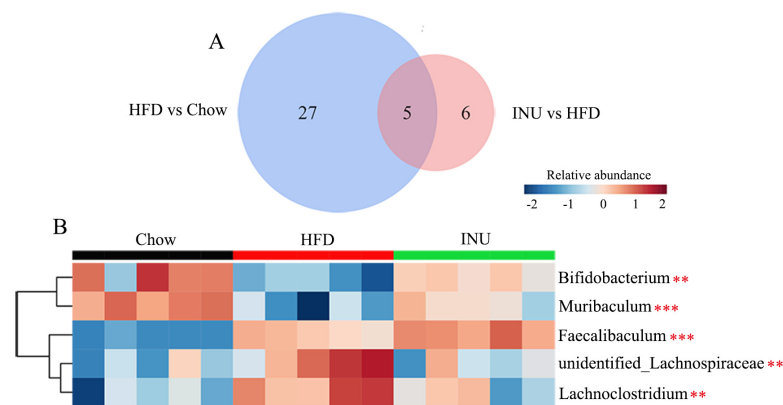 A
HFD vs Chow
27
5
6
INU vs HFD
Relative abundance
-2 -1 0 1 2
B
Chow HFD INU
Bifidobacterium **
Muribaculum ***
Faecalibaculum ***
unidentified_Lachnospiraceae **
Lachnoclostridium **